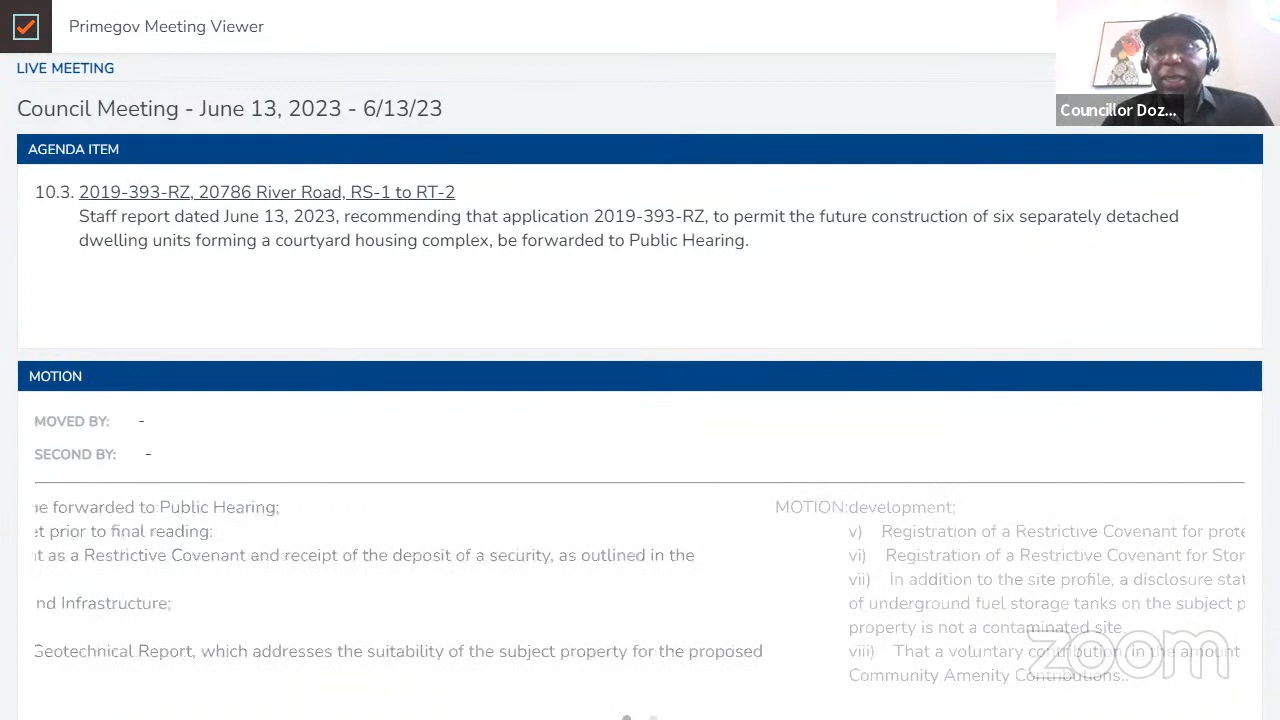 Primegov Meeting Viewer
LIVE MEETING
Council Meeting - June 13, 2023 - 6/13/23
Councillor Doz...
AGENDA ITEM
10.3. 2019-393-RZ, 20786 River Road, RS-1 to RT-2
Staff report dated June 13, 2023, recommending that application 2019-393-RZ, to permit the future construction of six separately detached
dwelling units forming a courtyard housing complex, be forwarded to Public Hearing.
MOTION
MOVED BY: -
SECOND BY: -
be forwarded to Public Hearing;
et prior to final reading:
t as a Restrictive Covenant and receipt of the deposit of a security, as outlined in the
nd Infrastructure;
Geotechnical Report, which addresses the suitability of the subject property for the proposed
MOTION: development;
v) Registration of a Restrictive Covenant for prote
vi) Registration of a Restrictive Covenant for Stor
vii) In addition to the site profile, a disclosure stat
of underground fuel storage tanks on the subject p
property is not a contaminated site.
viii) That a voluntary contribution, in the amount
Community Amenity Contributions..
zoom